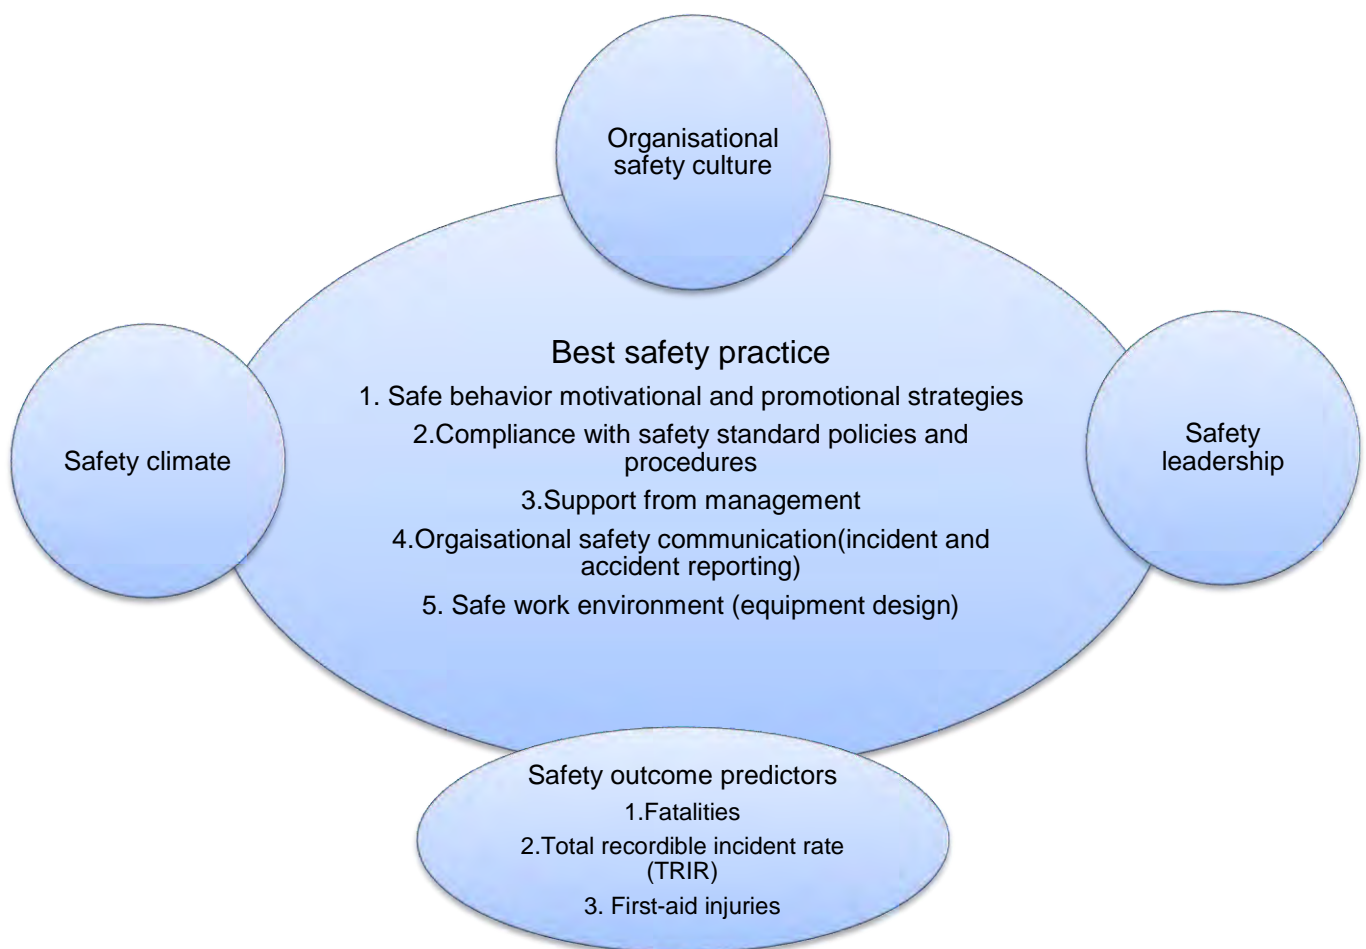 Organisational
safety culture
Best safety practice
1. Safe behavior motivational and promotional strategies
2.Compliance with safety standard policies and
procedures
3.Support from management
4.Orgaisational safety communication(incident and
accident reporting)
5. Safe work environment (equipment design)
Safety climate
Safety
leadership
Safety outcome predictors
1.Fatalities
2.Total recordible incident rate
(TRIR)
3. First-aid injuries